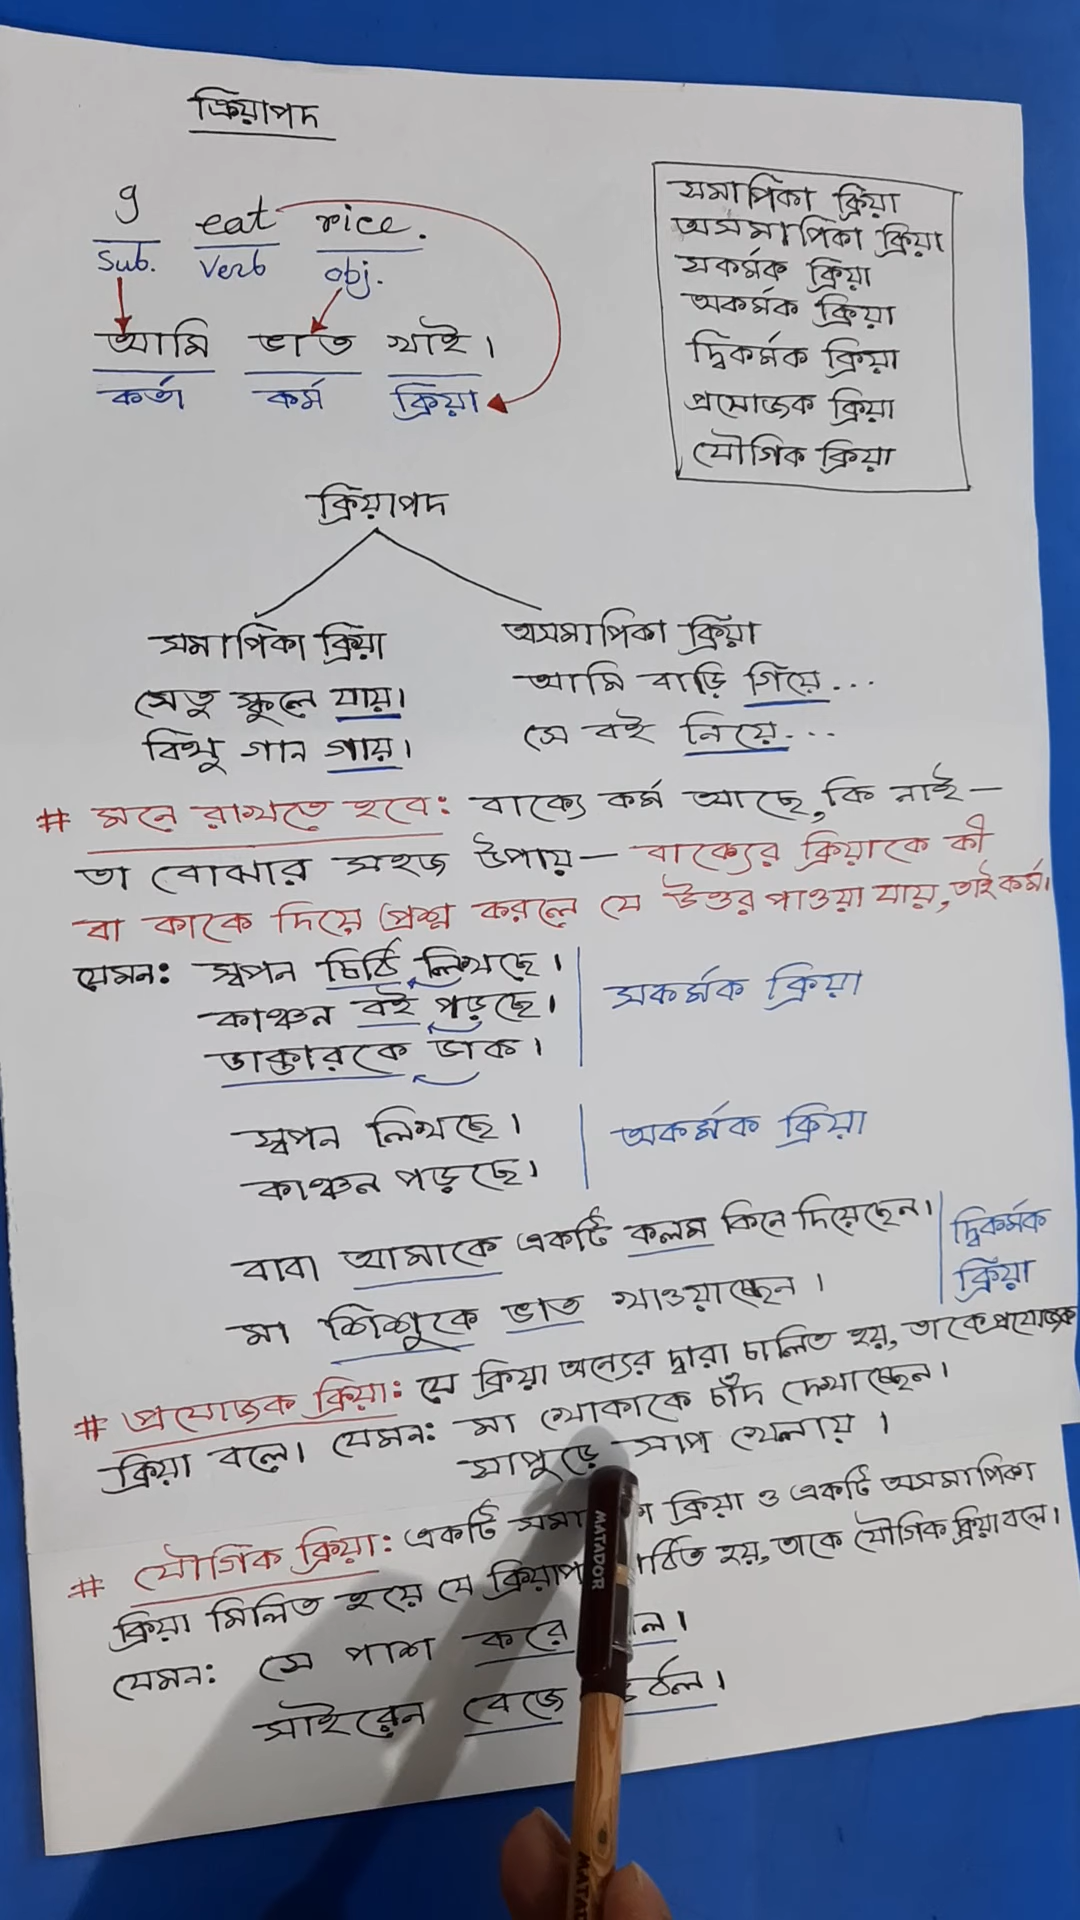 ক্রিয়াপদ
I eat rice.
Sub. Verb obj.
আমি ভাত খাই।
কর্তা কর্ম ক্রিয়া
সমাপিকা ক্রিয়া
অসমাপিকা ক্রিয়া
সকর্মক ক্রিয়া
অকর্মক ক্রিয়া
দ্বিকর্মক ক্রিয়া
প্রযোজক ক্রিয়া
যৌগিক ক্রিয়া
ক্রিয়াপদ
সমাপিকা ক্রিয়া
সেতু স্কুলে যায়।
বিথু গান গায়।
অসমাপিকা ক্রিয়া
আমি বাড়ি গিয়ে...
সে বই নিয়ে...
# মনে রাখতে হবে: বাক্যে কর্ম আছে, কি নাই —
তা বোঝার সহজ উপায় — বাক্যের ক্রিয়াকে কী
বা কাকে দিয়ে প্রশ্ন করলে যে উত্তর পাওয়া যায়, তাই কর্ম।
যেমন: স্বপন চিঠি লিখছে।
কাঞ্চন বই পড়ছে।
ডাক্তারকে ডাক।
সকর্মক ক্রিয়া
স্বপন লিখছে।
কাঞ্চন পড়ছে।
অকর্মক ক্রিয়া
বাবা আমাকে একটি কলম কিনে দিয়েছেন।
মা শিশুকে ভাত খাওয়াচ্ছেন।
দ্বিকর্মক
ক্রিয়া
# প্রযোজক ক্রিয়া: যে ক্রিয়া অন্যের দ্বারা চালিত হয়, তাকে প্রযোজক
ক্রিয়া বলে। যেমন: মা খোকাকে চাঁদ দেখাচ্ছেন।
সাপুড়ে সাপ খেলায়।
# যৌগিক ক্রিয়া: একটি ক্রিয়া ও একটি অসমাপিকা
ক্রিয়া মিলিত হয়ে যে হয়, তাকে যৌগিক ক্রিয়া বলে।
যেমন: সে পাশ করে
সাইরেন বেজে